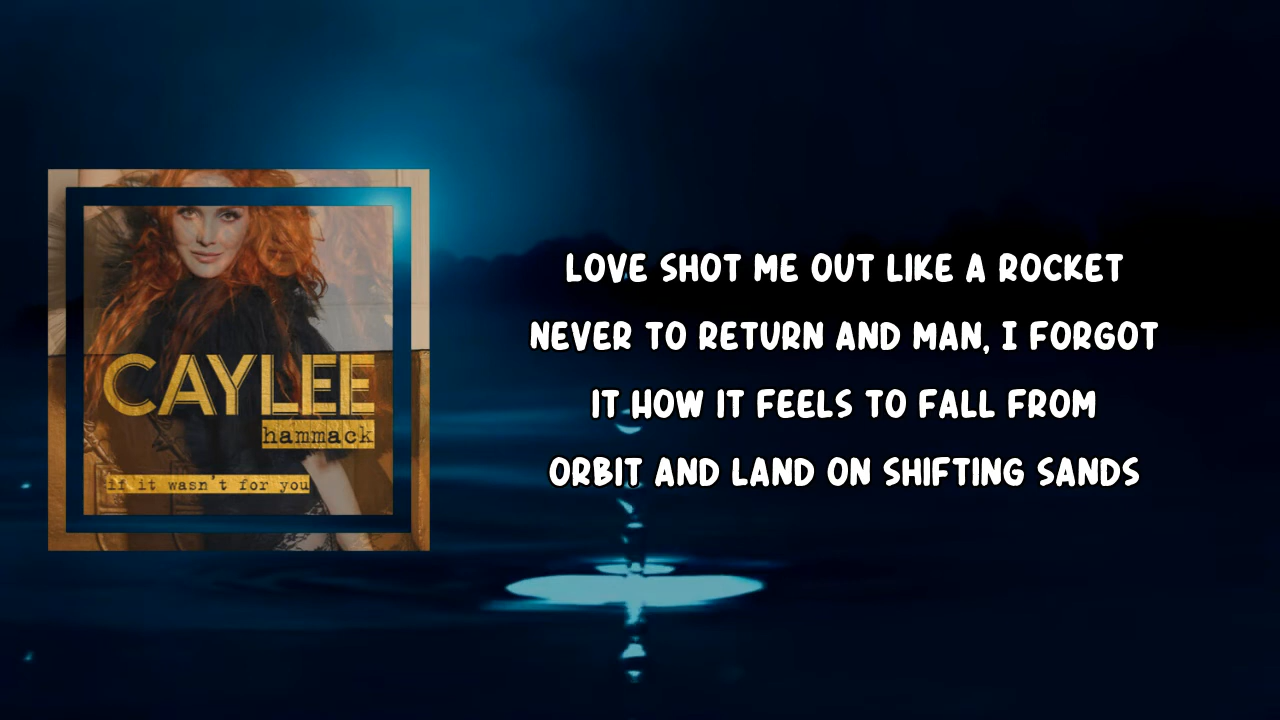 CAYLEE
hammack
if it wasn't for you
LOVE SHOT ME OUT LIKE A ROCKET
NEVER TO RETURN AND MAN, I FORGOT
IT HOW IT FEELS TO FALL FROM
ORBIT AND LAND ON SHIFTING SANDS